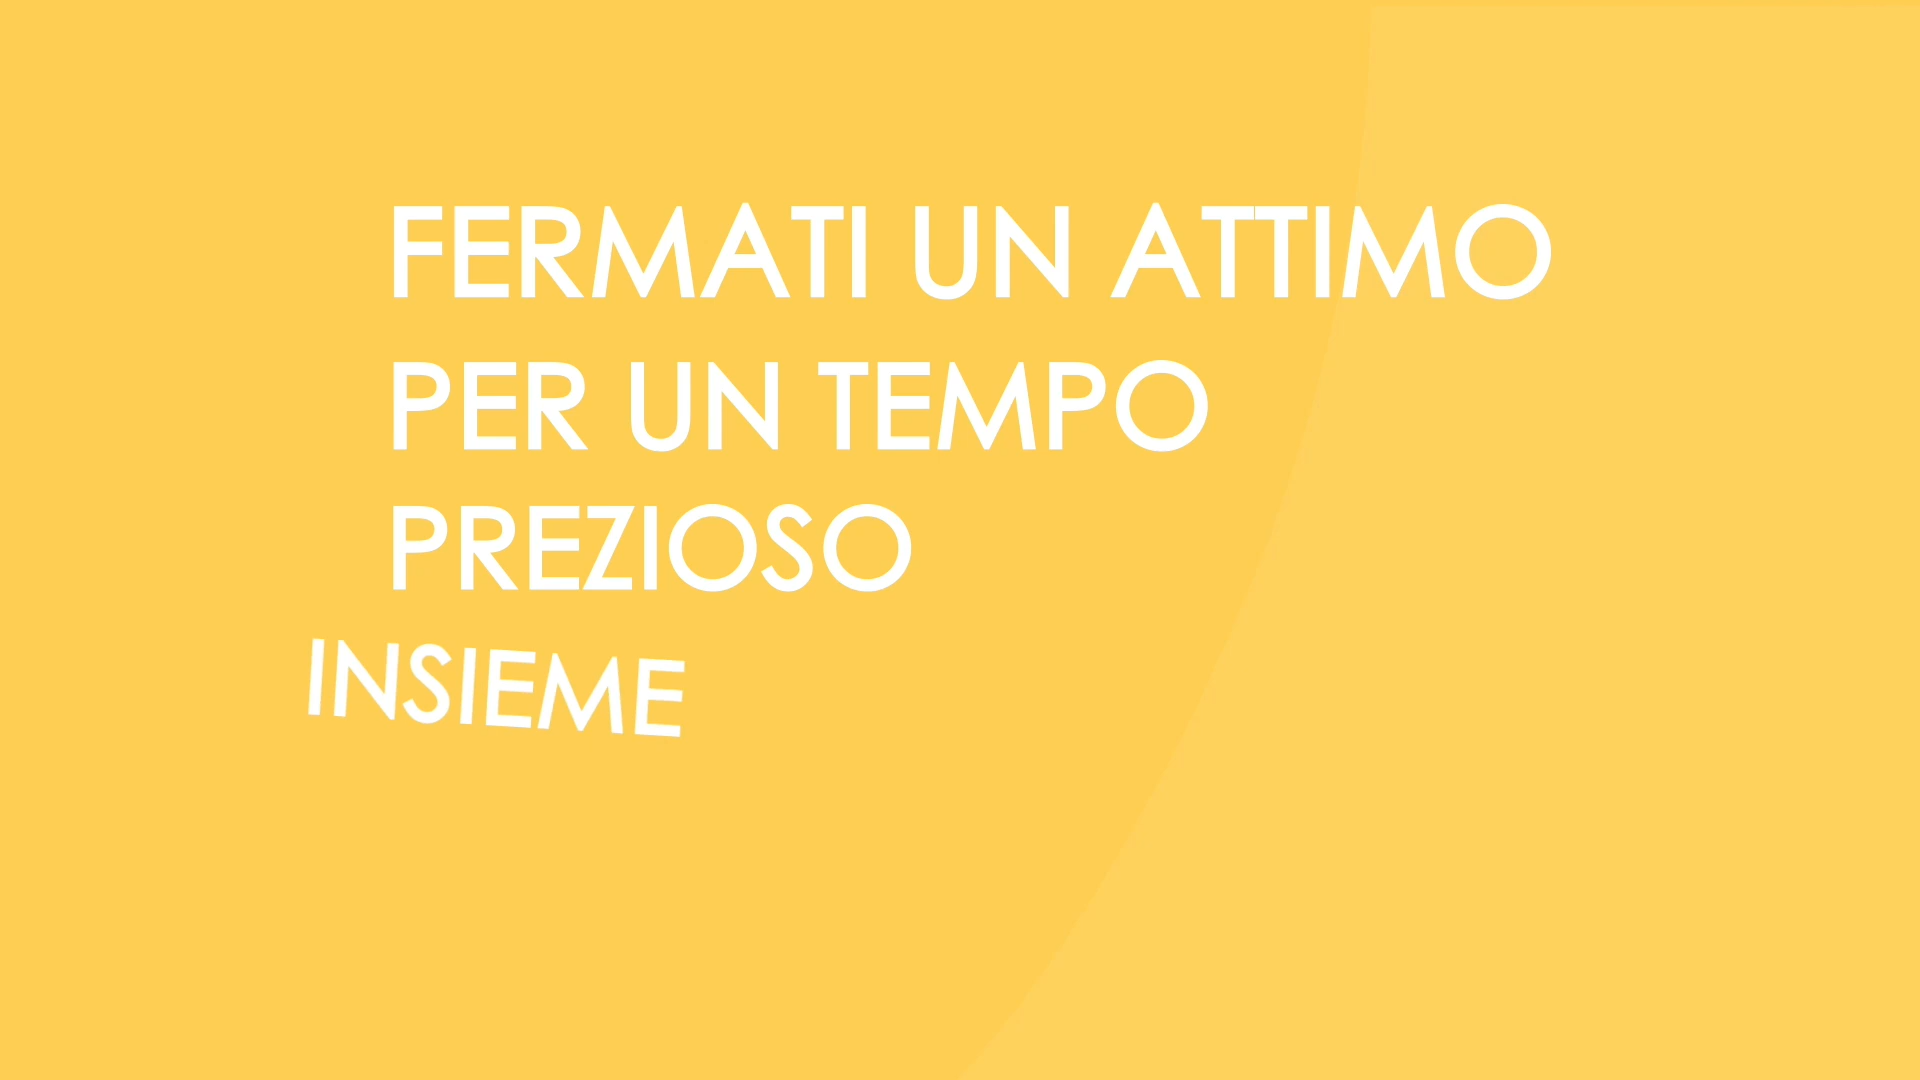 FERMATI UN ATTIMO
PER UN TEMPO
PREZIOSO
INSIEME